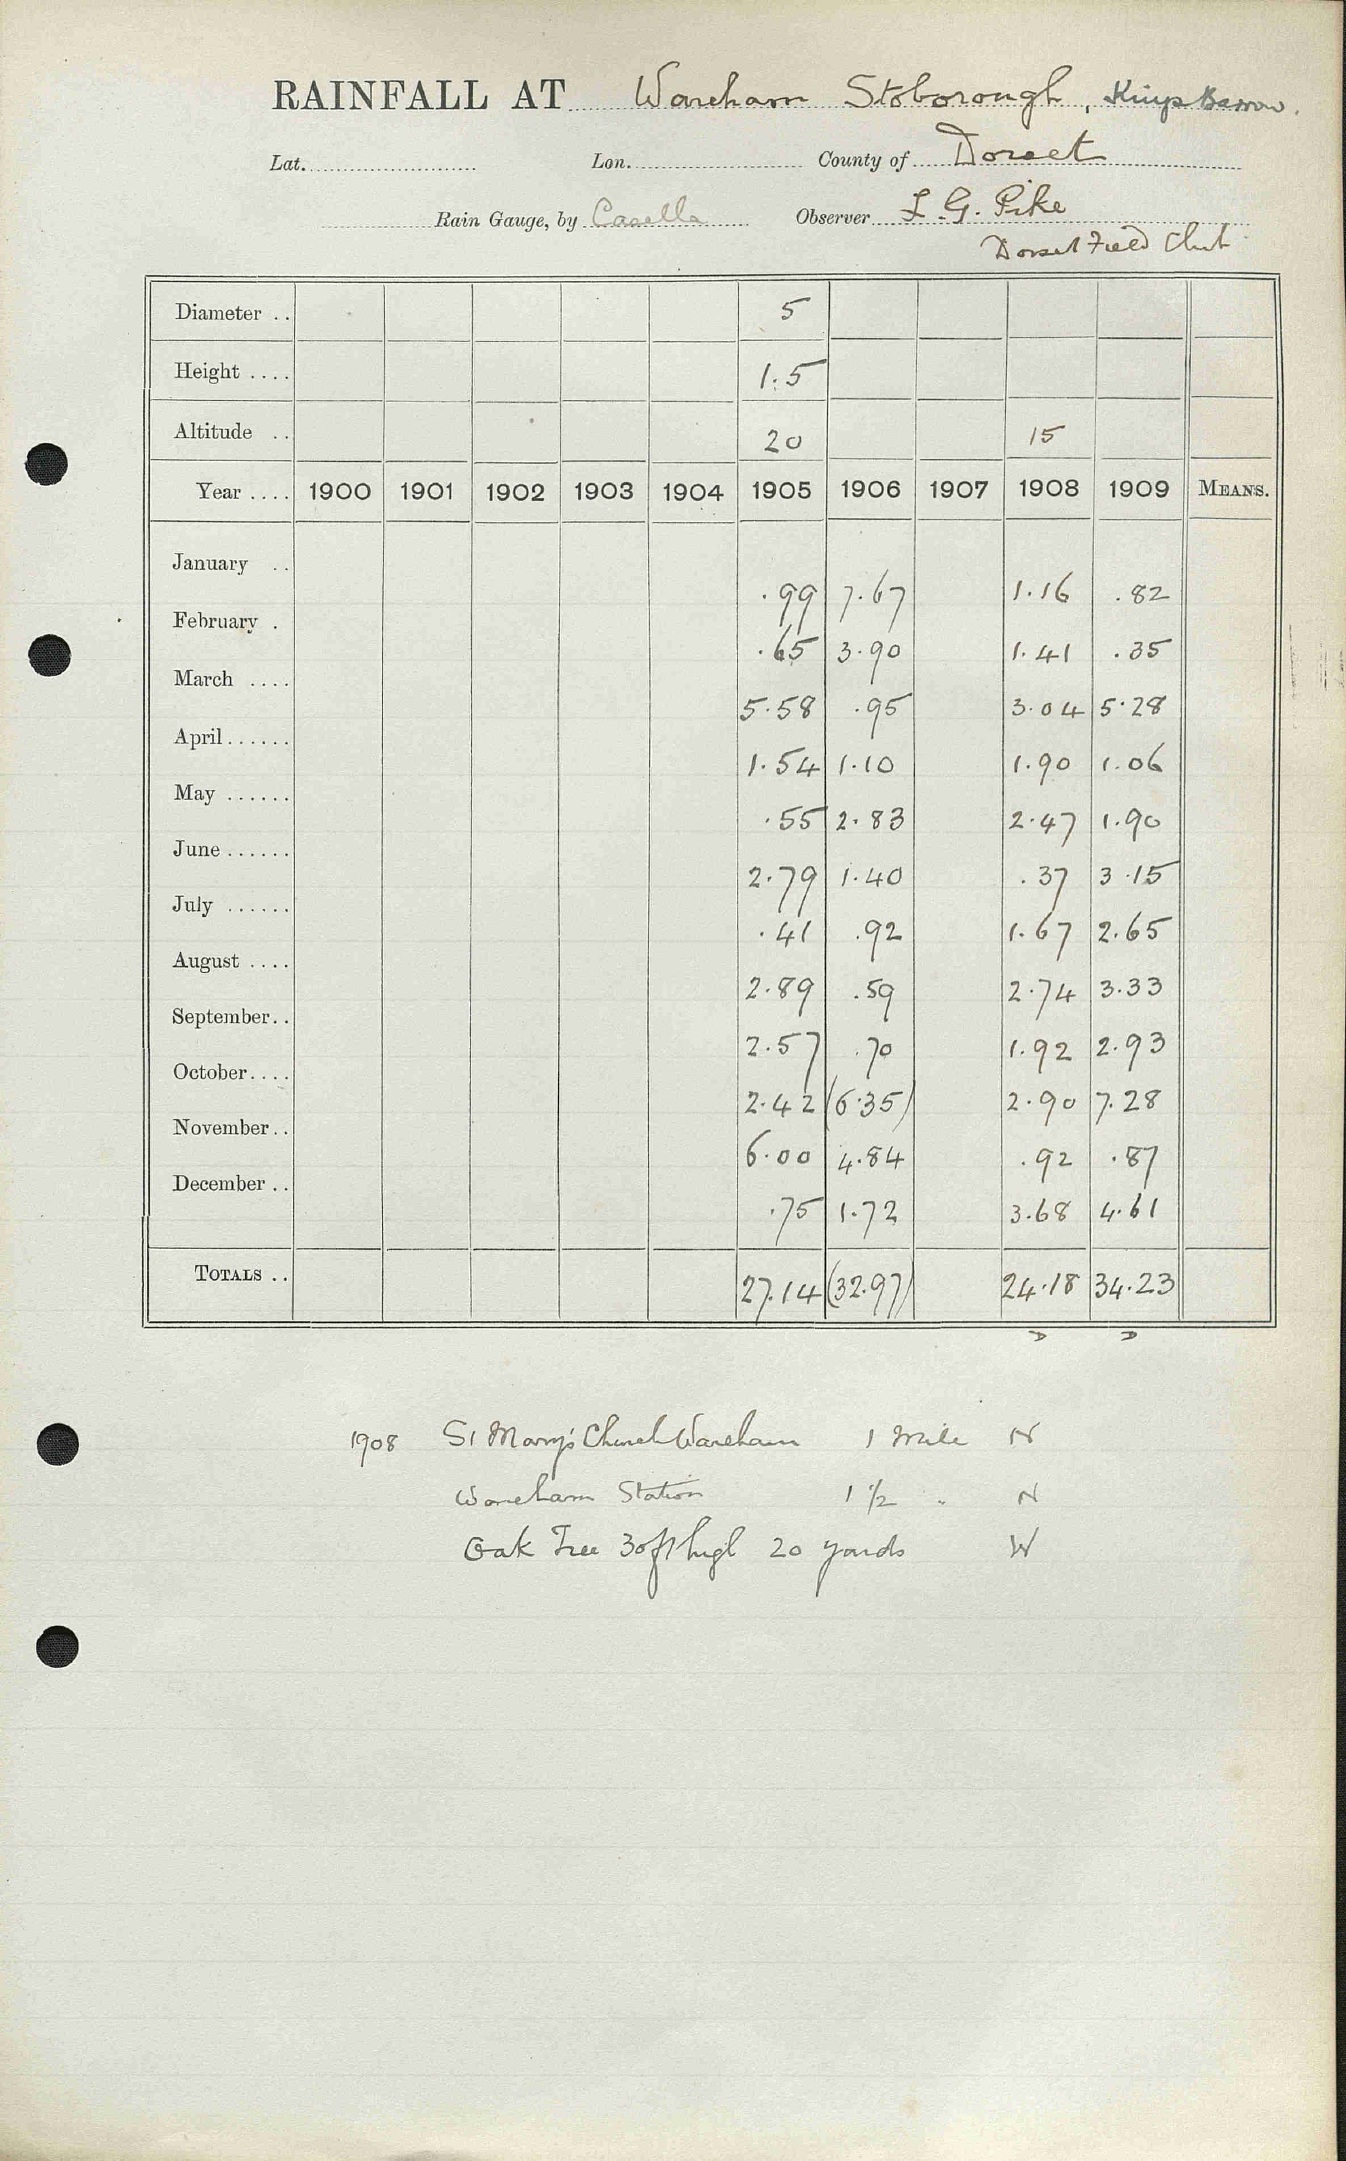 RAINFALL AT Wareham Stoborough, Kings Barrow.
Lat. Lon. County of Dorset
Rain Gauge, by Casella Observer L. G. Pike
Dorset Field Club
Diameter .. 5
Height .... 1.5
Altitude .. 20 15
Year .... 1900 1901 1902 1903 1904 1905 1906 1907 1908 1909 MEANS.
January .. .99 7.67 1.16 .82
February . .65 3.90 1.41 .35
March .... 5.58 .95 3.04 5.28
April...... 1.54 1.10 1.90 1.06
May ...... .55 2.83 2.47 1.90
June ...... 2.79 1.40 .37 3.15
July ...... .41 .92 1.67 2.65
August .... 2.89 .59 2.74 3.33
September.. 2.57 .70 1.92 2.93
October.... 2.42 (6.35) 2.90 7.28
November.. 6.00 4.84 .92 .87
December .. .75 1.72 3.68 4.61
TOTALS .. 27.14 (32.97) 24.18 34.23
D D
1908 St Mary's Church Wareham 1 Mile N
Wareham Station 1 1/2 " N
Oak Tree 30ft high 20 yards W